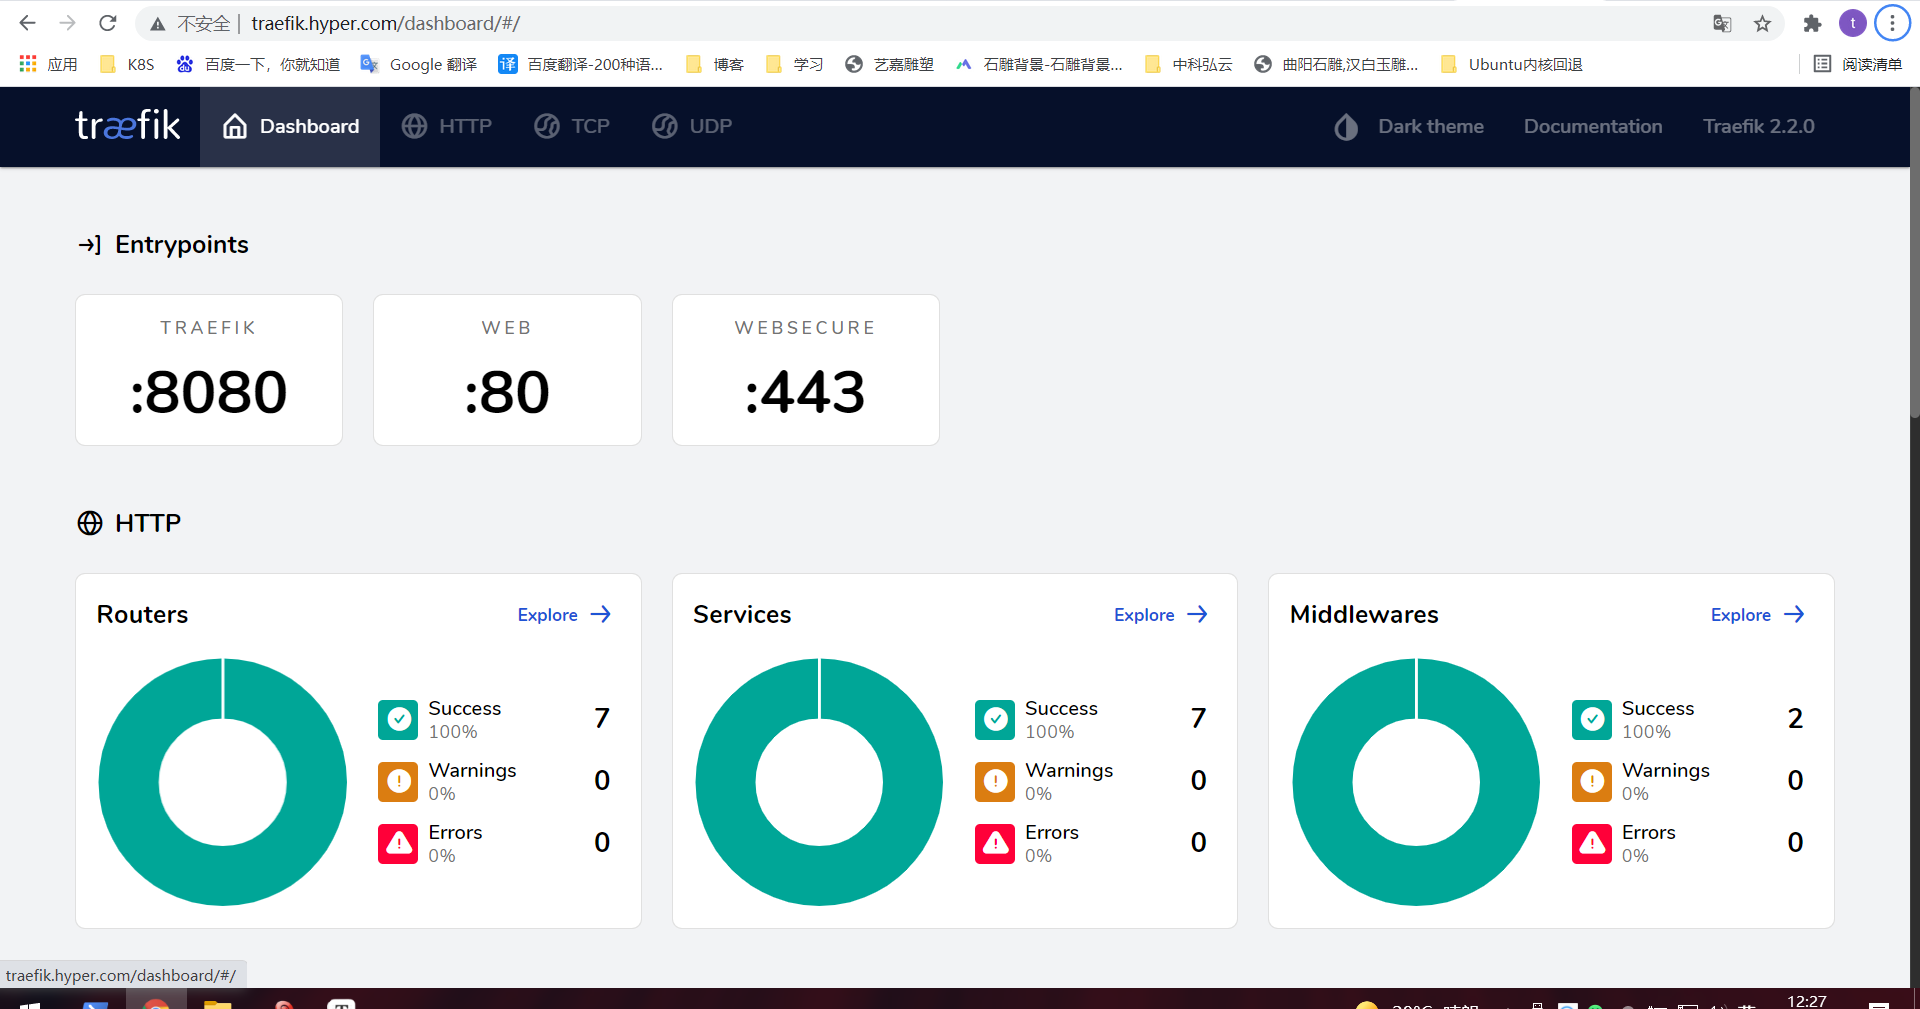 不安全 | traefik.hyper.com/dashboard/#/
t
应用 K8S 百度一下，你就知道 Google 翻译 译 百度翻译-200种语... 博客 学习 艺嘉雕塑 石雕背景-石雕背景... 中科弘云 曲阳石雕,汉白玉雕... Ubuntu内核回退 阅读清单
træfik Dashboard HTTP TCP UDP Dark theme Documentation Traefik 2.2.0
Entrypoints
TRAEFIK WEB WEBSECURE
:8080 :80 :443
HTTP
Routers Explore
Success 7
100%
Warnings 0
0%
Errors 0
0%
Services Explore
Success 7
100%
Warnings 0
0%
Errors 0
0%
Middlewares Explore
Success 2
100%
Warnings 0
0%
Errors 0
0%
traefik.hyper.com/dashboard/#/
12:27